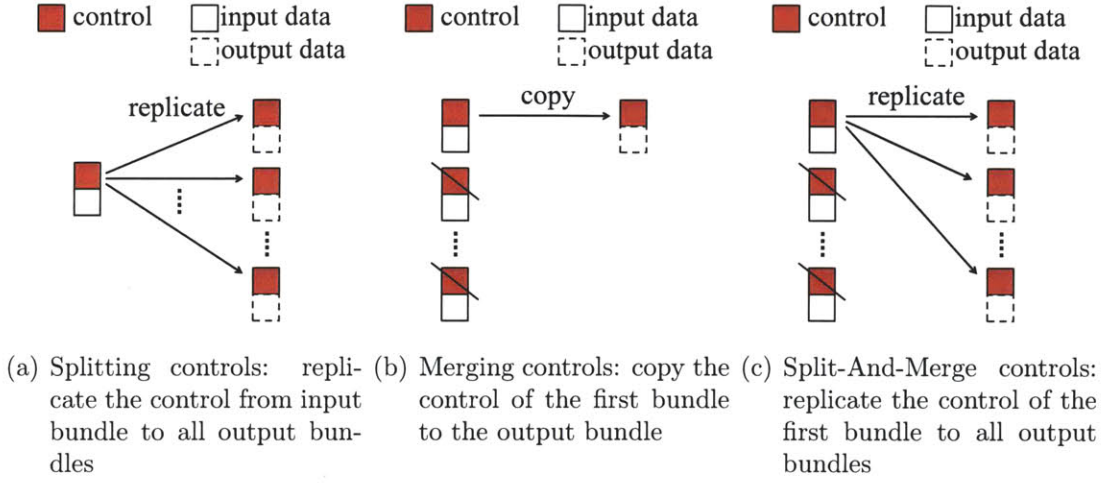 control
input data
output data
control
input data
output data
control
input data
output data
replicate
copy
replicate
(a) Splitting controls: repli-
cate the control from input
bundle to all output bun-
dles
(b) Merging controls: copy the
control of the first bundle
to the output bundle
(c) Split-And-Merge controls:
replicate the control of the
first bundle to all output
bundles